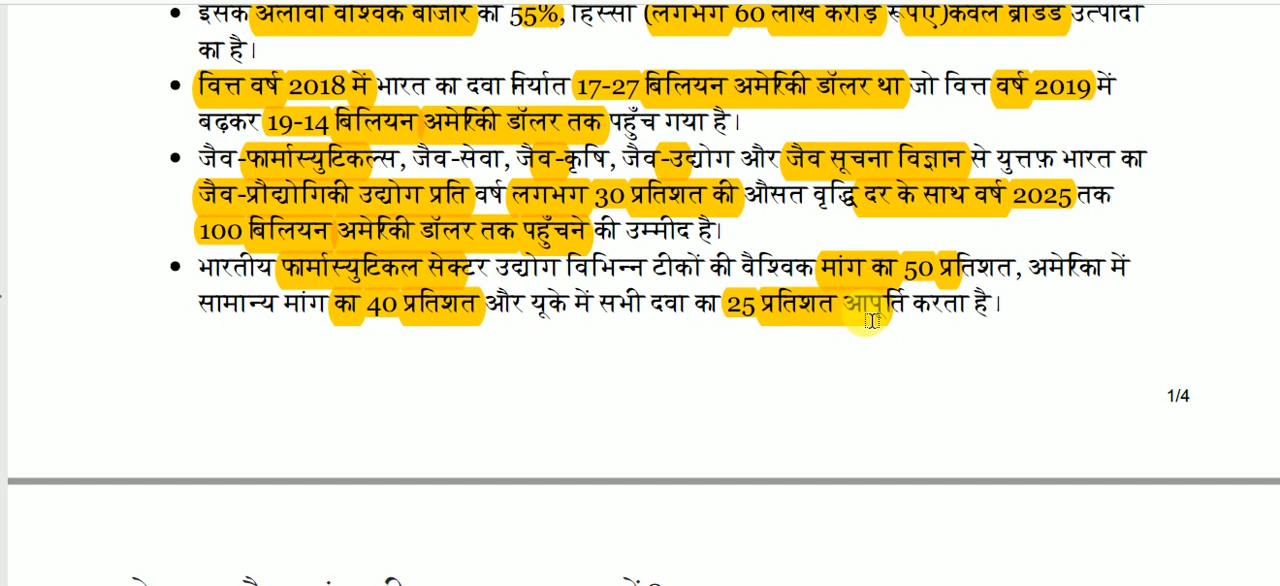 इसके अलावा वैश्विक बाजार का 55%, हिस्सा (लगभग 60 लाख करोड़ रूपए)केवल ब्रांडेड उत्पादों
का है।
वित्त वर्ष 2018 में भारत का दवा निर्यात 17-27 बिलियन अमेरिकी डॉलर था जो वित्त वर्ष 2019 में
बढ़कर 19-14 बिलियन अमेरिकी डॉलर तक पहुँच गया है।
जैव-फार्मास्युटिकल्स, जैव-सेवा, जैव-कृषि, जैव-उद्योग और जैव सूचना विज्ञान से युत्तफ़ भारत का
जैव-प्रौद्योगिकी उद्योग प्रति वर्ष लगभग 30 प्रतिशत की औसत वृद्धि दर के साथ वर्ष 2025 तक
100 बिलियन अमेरिकी डॉलर तक पहुँचने की उम्मीद है।
भारतीय फार्मास्युटिकल सेक्टर उद्योग विभिन्न टीकों की वैश्विक मांग का 50 प्रतिशत, अमेरिका में
सामान्य मांग का 40 प्रतिशत और यूके में सभी दवा का 25 प्रतिशत आपूर्ति करता है।
1/4